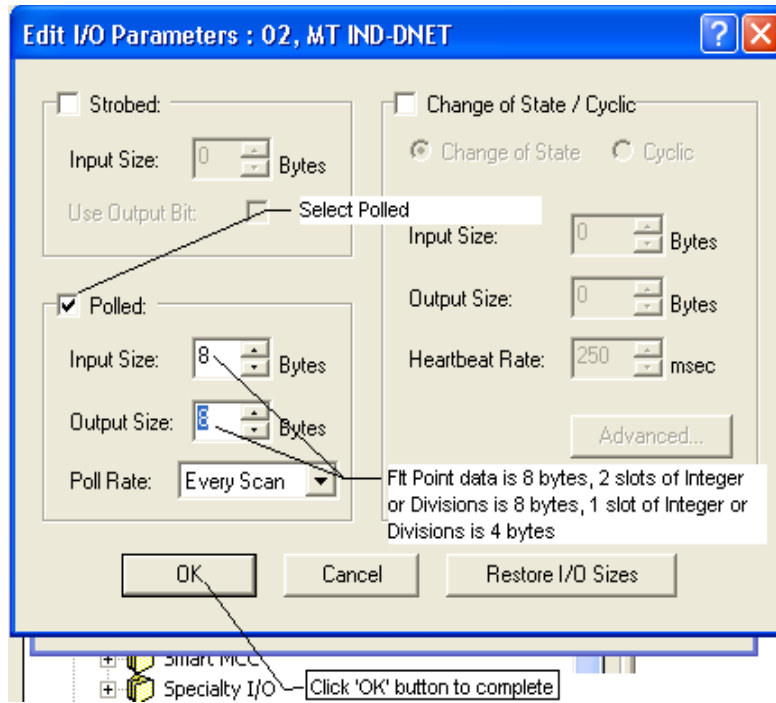 Edit I/O Parameters : 02, MT IND-DNET
Strobed:
Input Size: 0 Bytes
Use Output Bit:
Select Polled
Polled:
Input Size: 8 Bytes
Output Size: 8 Bytes
Poll Rate: Every Scan
Change of State / Cyclic
Change of State Cyclic
Input Size: 0 Bytes
Output Size: 0 Bytes
Heartbeat Rate: 250 msec
Advanced...
Flt Point data is 8 bytes, 2 slots of Integer
or Divisions is 8 bytes, 1 slot of Integer or
Divisions is 4 bytes
OK Cancel Restore I/O Sizes
Smart MCC
Specialty I/O
Click 'OK' button to complete